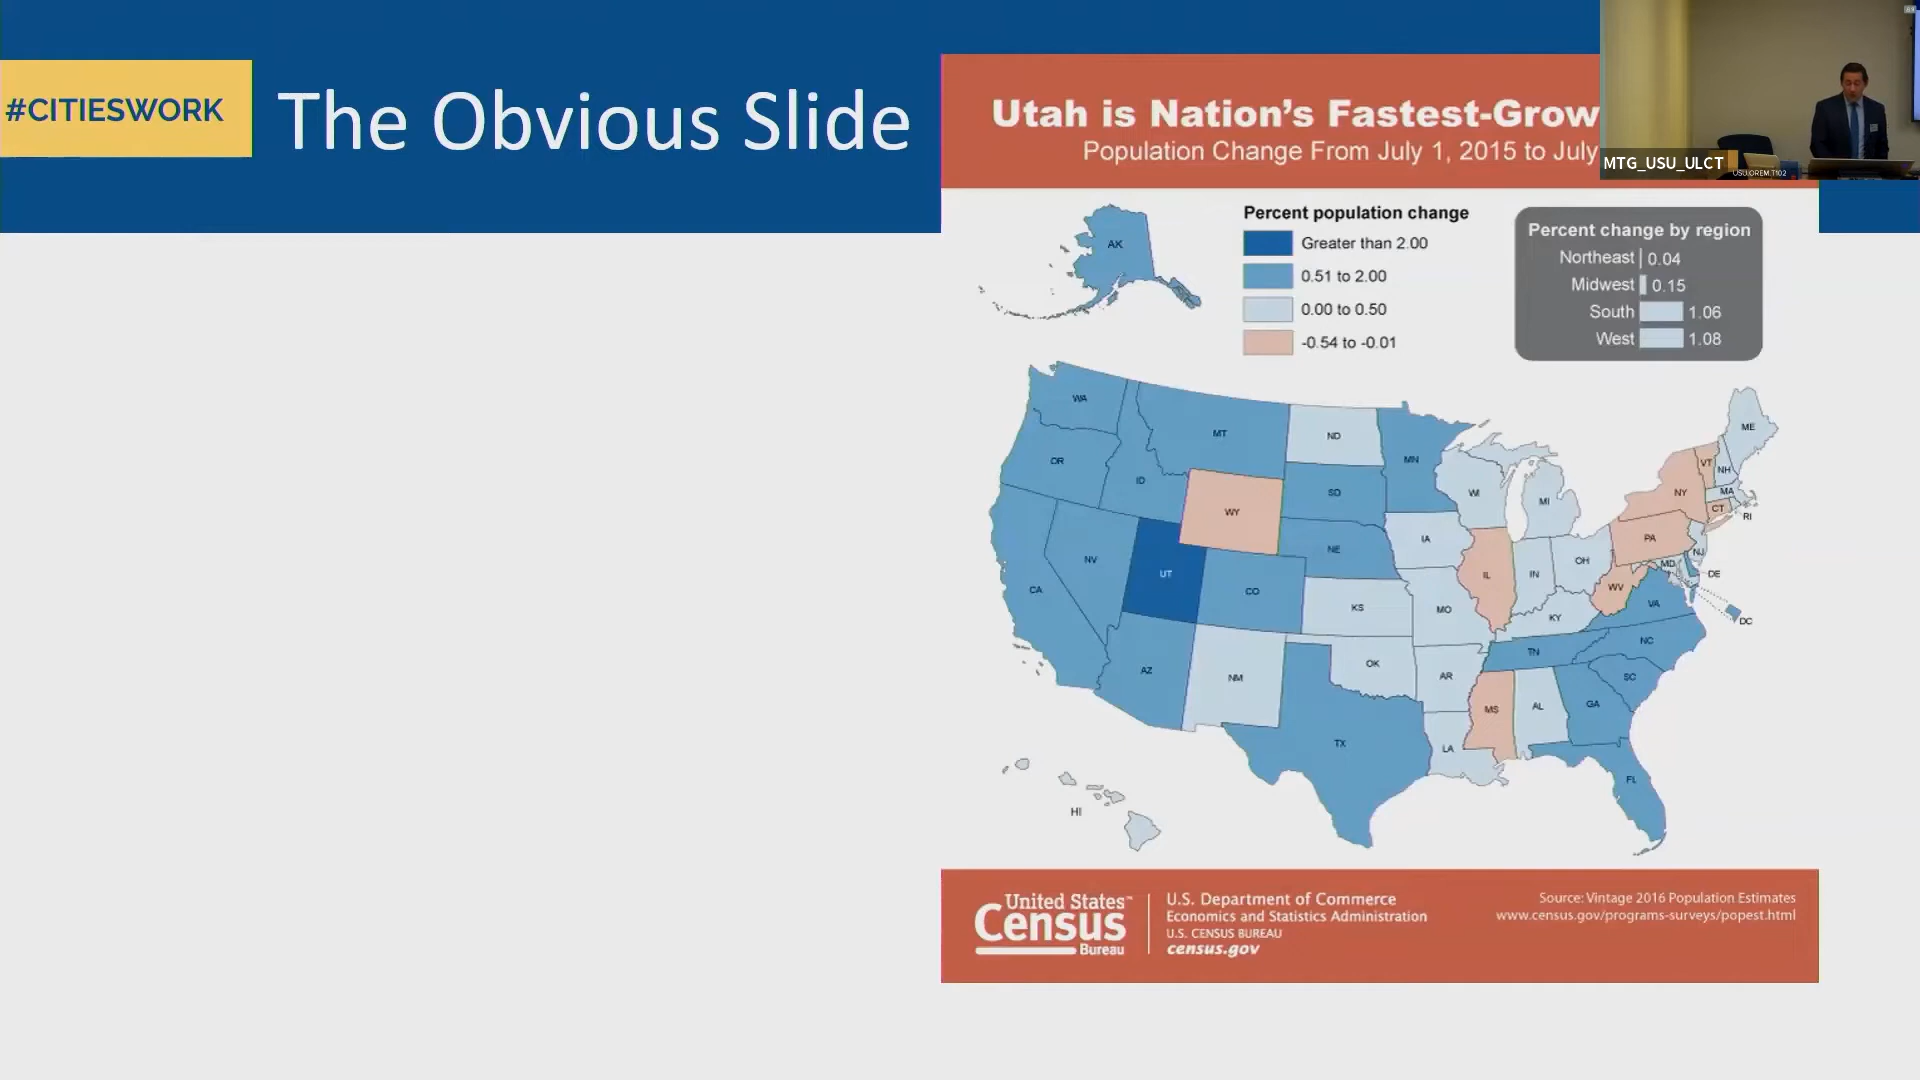 #CITIESWORK
The Obvious Slide
Utah is Nation's Fastest-Grow
Population Change From July 1, 2015 to July
MTG_USU_ULCT
USU.OREM.T102
Percent population change
Greater than 2.00
0.51 to 2.00
0.00 to 0.50
-0.54 to -0.01
Percent change by region
Northeast 0.04
Midwest 0.15
South 1.06
West 1.08
AK
WA
MT
ND
MN
ME
OR
ID
SD
WI
MI
VT
NH
NY
MA
CT
RI
WY
IA
NE
PA
NJ
OH
MD
DE
NV
UT
CO
IL
IN
WV
CA
KS
MO
KY
VA
DC
AZ
NM
OK
AR
TN
NC
SC
MS
AL
GA
TX
LA
FL
HI
United States™
Census
Bureau
U.S. Department of Commerce
Economics and Statistics Administration
U.S. CENSUS BUREAU
census.gov
Source: Vintage 2016 Population Estimates
www.census.gov/programs-surveys/popest.html